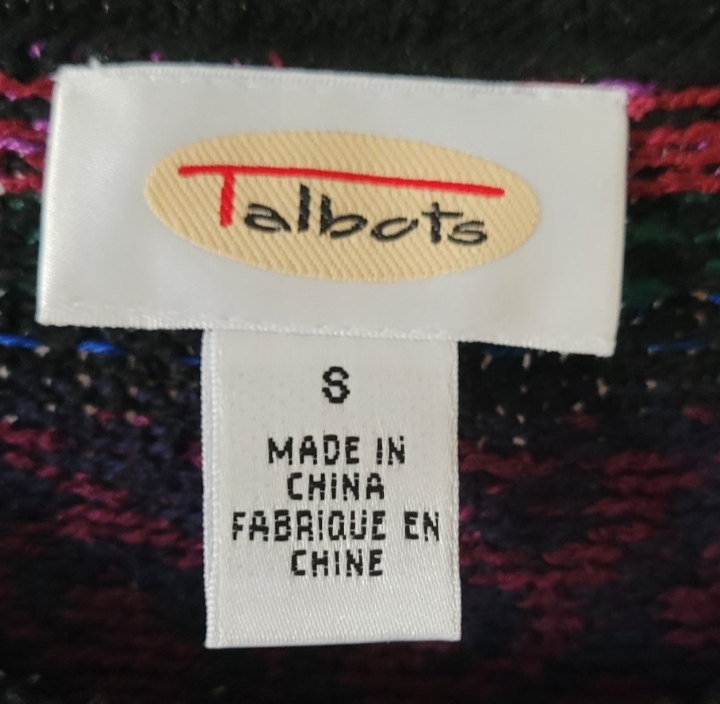 Talbots
S
MADE IN
CHINA
FABRIQUE EN
CHINE